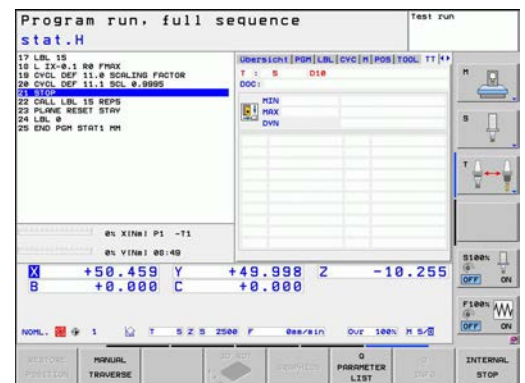 Program run, full sequence
Test run
stat.H
17 LBL 15
18 L IX-0.1 R0 FMAX
19 CYCL DEF 11.0 SCALING FACTOR
20 CYCL DEF 11.1 SCL 0.9995
21 STOP
22 CALL LBL 15 REP5
23 PLANE RESET STAY
24 LBL 0
25 END PGM STAT1 MM
Übersicht PGM LBL CYC M POS TOOL TT
T : 5 D10
DOC:
MIN
MAX
DYN
M
S
T
0% X[Nm] P1 -T1
0% Y[Nm] 08:49
X +50.459 Y +49.998 Z -10.255
B +0.000 C +0.000
S100%
OFF ON
F100%
OFF ON
NOML. 1 T 5 Z S 2500 F 0mm/min Ovr 100% M 5/8
RESTORE POSITION
MANUAL TRAVERSE
3D ROT
Q PARAMETER LIST
INTERNAL STOP